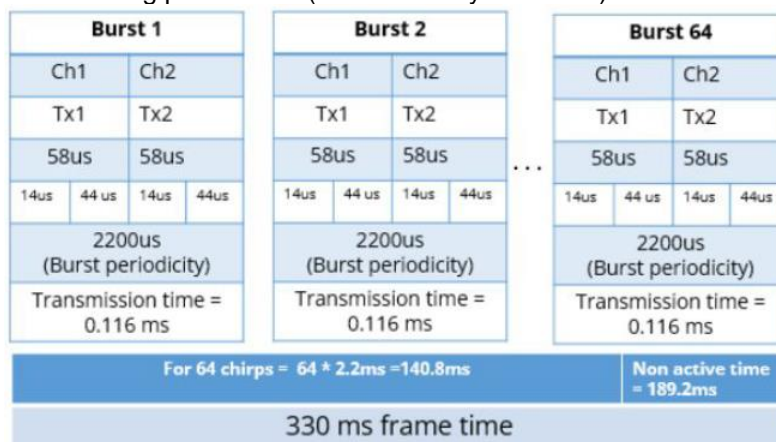 Burst 1
Ch1 Ch2
Tx1 Tx2
58us 58us
14us 44 us 14us 44us
2200us
(Burst periodicity)
Transmission time =
0.116 ms
Burst 2
Ch1 Ch2
Tx1 Tx2
58us 58us
14us 44 us 14us 44us
2200us
(Burst periodicity)
Transmission time =
0.116 ms
...
Burst 64
Ch1 Ch2
Tx1 Tx2
58us 58us
14us 44 us 14us 44us
2200us
(Burst periodicity)
Transmission time =
0.116 ms
For 64 chirps = 64 * 2.2ms =140.8ms
Non active time
= 189.2ms
330 ms frame time